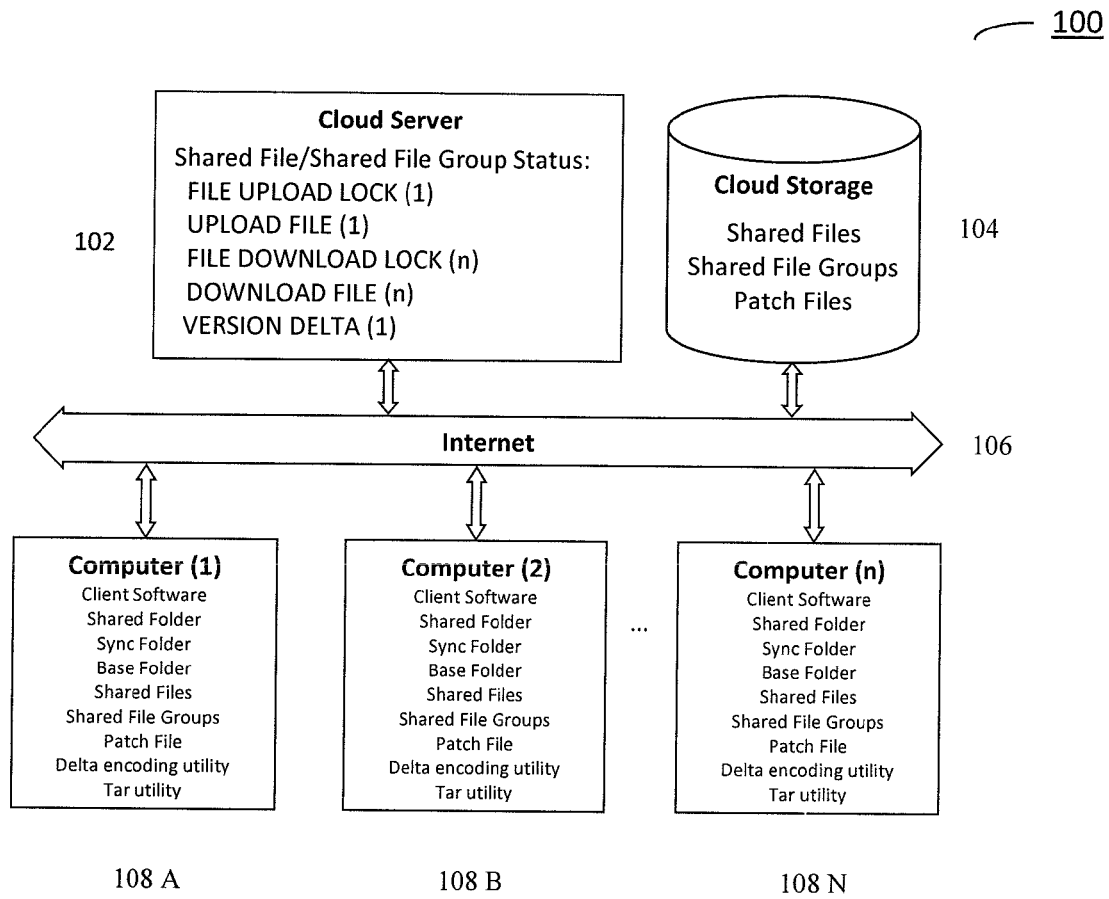 100
Cloud Server
Shared File/Shared File Group Status:
FILE UPLOAD LOCK (1)
UPLOAD FILE (1)
FILE DOWNLOAD LOCK (n)
DOWNLOAD FILE (n)
VERSION DELTA (1)
102
Cloud Storage
Shared Files
Shared File Groups
Patch Files
104
Internet
106
Computer (1)
Client Software
Shared Folder
Sync Folder
Base Folder
Shared Files
Shared File Groups
Patch File
Delta encoding utility
Tar utility
Computer (2)
Client Software
Shared Folder
Sync Folder
Base Folder
Shared Files
Shared File Groups
Patch File
Delta encoding utility
Tar utility
...
Computer (n)
Client Software
Shared Folder
Sync Folder
Base Folder
Shared Files
Shared File Groups
Patch File
Delta encoding utility
Tar utility
108 A
108 B
108 N